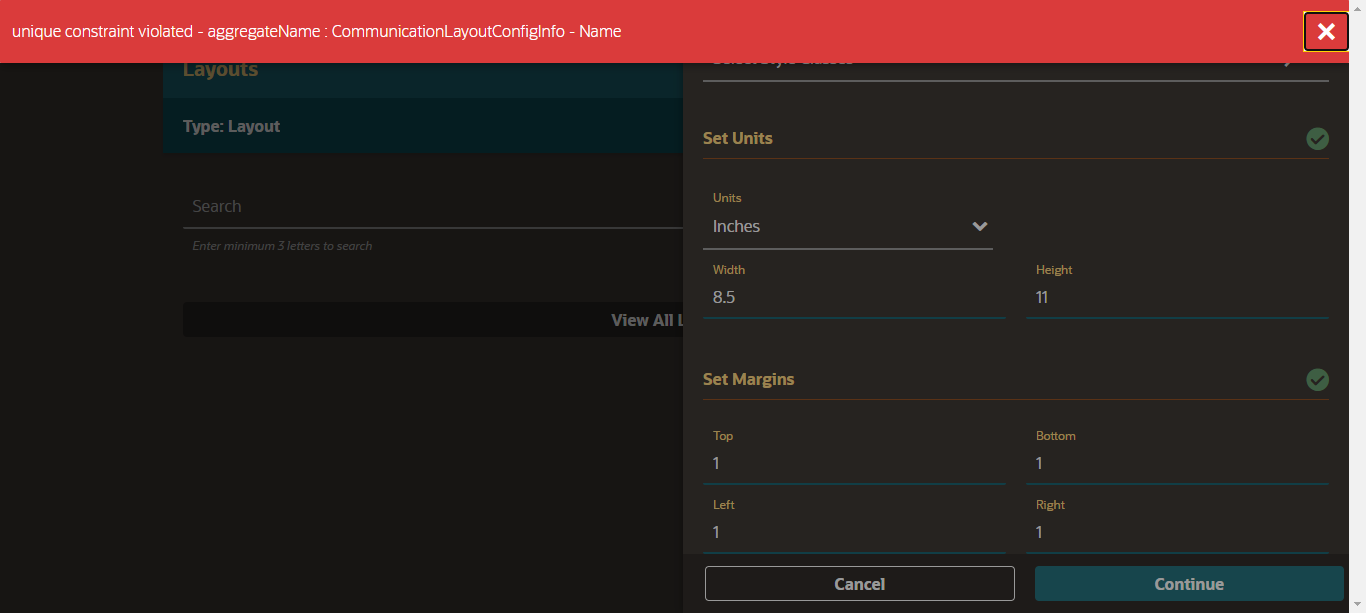 unique constraint violated - aggregateName : CommunicationLayoutConfigInfo - Name
Layouts
Type: Layout
Search
Enter minimum 3 letters to search
View All L
Set Units
Units
Inches
Width
Height
8.5
11
Set Margins
Top
Bottom
1
1
Left
Right
1
1
Cancel
Continue